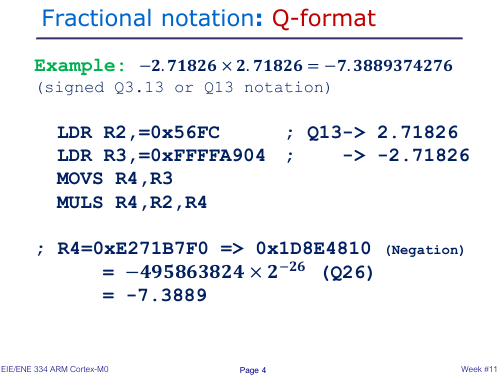 Fractional notation: Q-format
Example: −2.71826 × 2.71826 = −7.3889374276
(signed Q3.13 or Q13 notation)
LDR R2,=0x56FC ; Q13-> 2.71826
LDR R3,=0xFFFFA904 ; -> -2.71826
MOVS R4,R3
MULS R4,R2,R4
; R4=0xE271B7F0 => 0x1D8E4810 (Negation)
= −495863824 × 2⁻²⁶ (Q26)
= -7.3889
EIE/ENE 334 ARM Cortex-M0 Page 4 Week #11